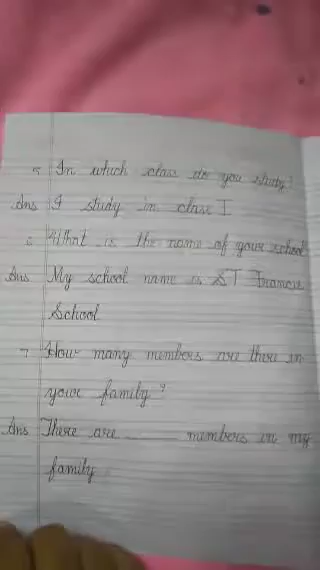 5 In which class do you study?
Ans I study in class I
6 What is the name of your school
Ans My school name is ST Francis
School
7 How many members are there in
your family?
Ans There are ______ members in my
family